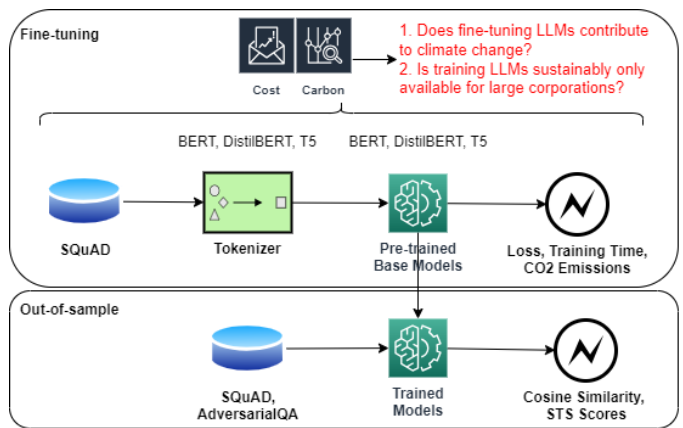 Fine-tuning
1. Does fine-tuning LLMs contribute
to climate change?
2. Is training LLMs sustainably only
available for large corporations?
Cost
Carbon
BERT, DistilBERT, T5
BERT, DistilBERT, T5
SQuAD
Tokenizer
Pre-trained
Base Models
Loss, Training Time,
CO2 Emissions
Out-of-sample
SQuAD,
AdversarialQA
Trained
Models
Cosine Similarity,
STS Scores